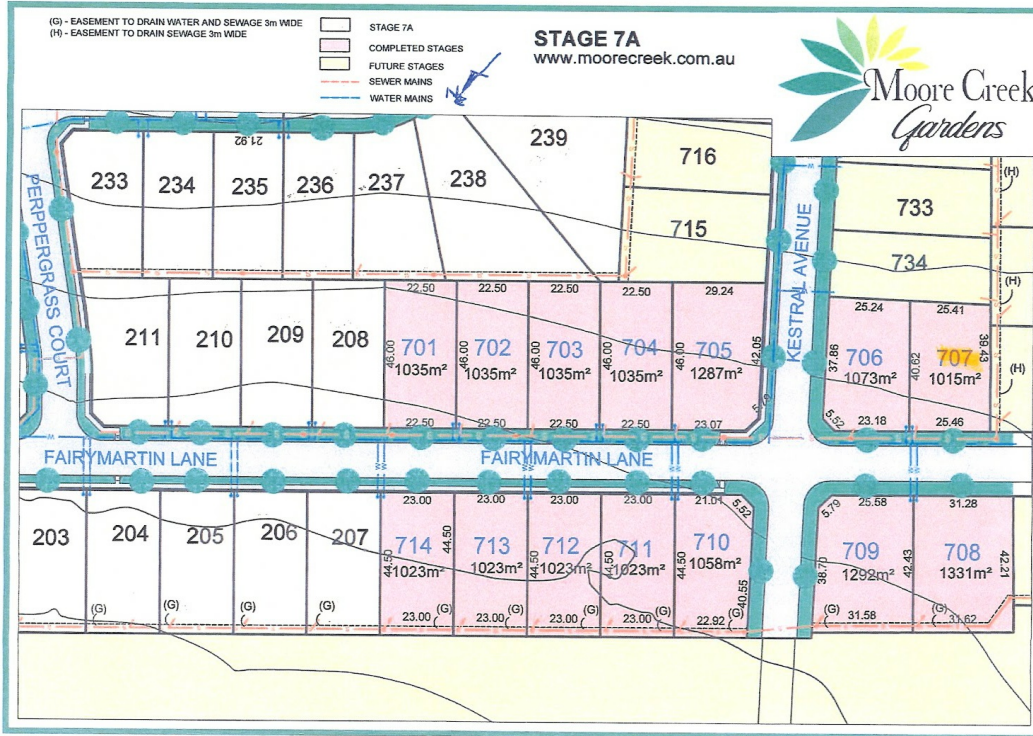 (G) - EASEMENT TO DRAIN WATER AND SEWAGE 3m WIDE
(H) - EASEMENT TO DRAIN SEWAGE 3m WIDE
STAGE 7A
COMPLETED STAGES
FUTURE STAGES
SEWER MAINS
WATER MAINS
STAGE 7A
www.moorecreek.com.au
Moore Creek
Gardens
21.92
233 234 235 236 237 238 239
716
715
733
734
(H)
(H)
(H)
PERPPERGRASS COURT
KESTRAL AVENUE
211 210 209 208
22.50 22.50 22.50 22.50 29.24
25.24 25.41
701 702 703 704 705 706 707
46.00 46.00 46.00 46.00 46.00 42.05 37.86 40.62 39.43
1035m² 1035m² 1035m² 1035m² 1287m² 1073m² 1015m²
22.50 22.50 22.50 22.50 23.07 5.52 23.18 25.46
FAIRYMARTIN LANE FAIRYMARTIN LANE
23.00 23.00 23.00 23.00 21.01 5.52 5.79 25.58 31.28
203 204 205 206 207
714 713 712 711 710 709 708
44.50 44.50 44.50 44.50 44.50 40.55 38.70 42.43 42.21
1023m² 1023m² 1023m² 1023m² 1058m² 1292m² 1331m²
(G) (G) (G) (G)
23.00 (G) 23.00 (G) 23.00 (G) 23.00 (G) 22.92 (G) (G) 31.58 (G) 31.62